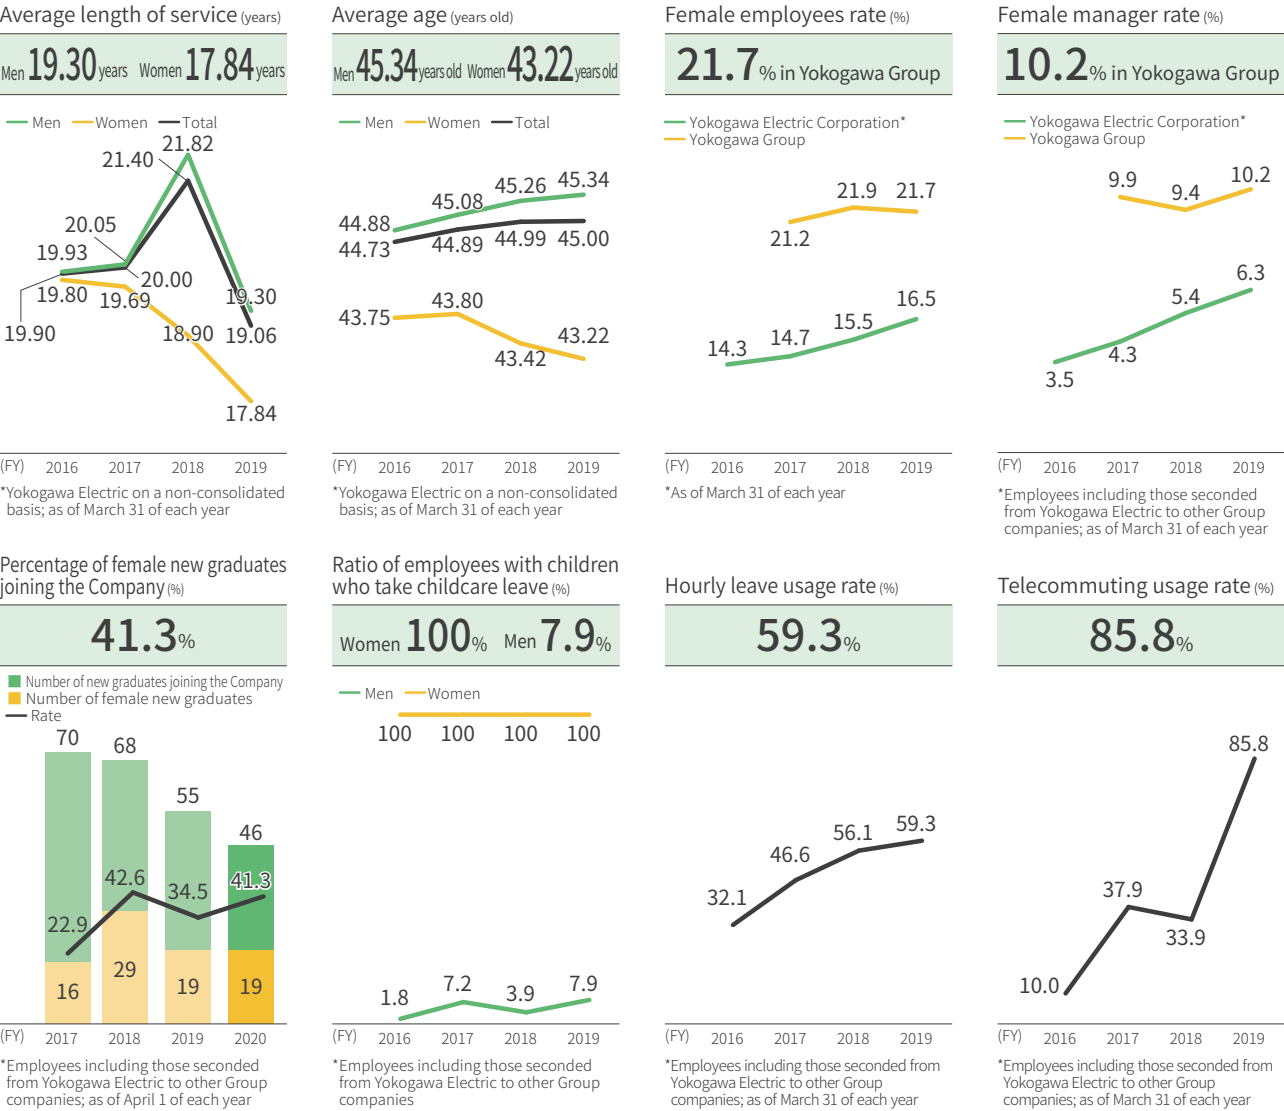 Average length of service (years)
Men 19.30 years Women 17.84 years
Men Women Total
21.82
21.40
20.05
19.93
20.00
19.80 19.69
19.30
19.90
18.90 19.06
17.84
(FY) 2016 2017 2018 2019
*Yokogawa Electric on a non-consolidated
basis; as of March 31 of each year
Average age (years old)
Men 45.34 years old Women 43.22 years old
Men Women Total
45.34
45.26
45.08
44.88
44.73 44.89 44.99 45.00
43.80
43.75
43.22
43.42
(FY) 2016 2017 2018 2019
*Yokogawa Electric on a non-consolidated
basis; as of March 31 of each year
Female employees rate (%)
21.7% in Yokogawa Group
Yokogawa Electric Corporation*
Yokogawa Group
21.9 21.7
21.2
16.5
15.5
14.7
14.3
(FY) 2016 2017 2018 2019
*As of March 31 of each year
Female manager rate (%)
10.2% in Yokogawa Group
Yokogawa Electric Corporation*
Yokogawa Group
10.2
9.9
9.4
6.3
5.4
4.3
3.5
(FY) 2016 2017 2018 2019
*Employees including those seconded
from Yokogawa Electric to other Group
companies; as of March 31 of each year
Percentage of female new graduates
joining the Company (%)
41.3%
Number of new graduates joining the Company
Number of female new graduates
Rate
70 68
55
46
42.6 34.5 41.3
22.9
16 29 19 19
(FY) 2017 2018 2019 2020
*Employees including those seconded
from Yokogawa Electric to other Group
companies; as of April 1 of each year
Ratio of employees with children
who take childcare leave (%)
Women 100% Men 7.9%
Men Women
100 100 100 100
1.8 7.2 3.9 7.9
(FY) 2016 2017 2018 2019
*Employees including those seconded
from Yokogawa Electric to other Group
companies
Hourly leave usage rate (%)
59.3%
59.3
56.1
46.6
32.1
(FY) 2016 2017 2018 2019
*Employees including those seconded from
Yokogawa Electric to other Group
companies; as of March 31 of each year
Telecommuting usage rate (%)
85.8%
85.8
37.9
33.9
10.0
(FY) 2016 2017 2018 2019
*Employees including those seconded from
Yokogawa Electric to other Group
companies; as of March 31 of each year